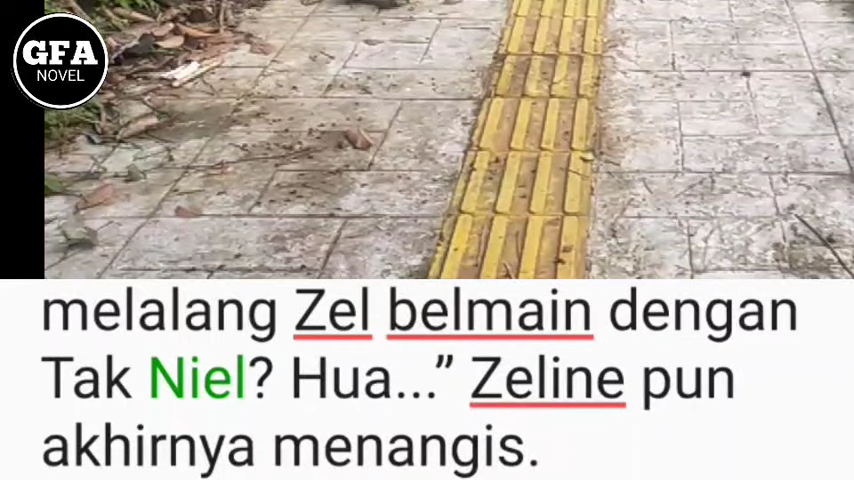 GFA
NOVEL
melalang Zel belmain dengan
Tak Niel? Hua...” Zeline pun
akhirnya menangis.